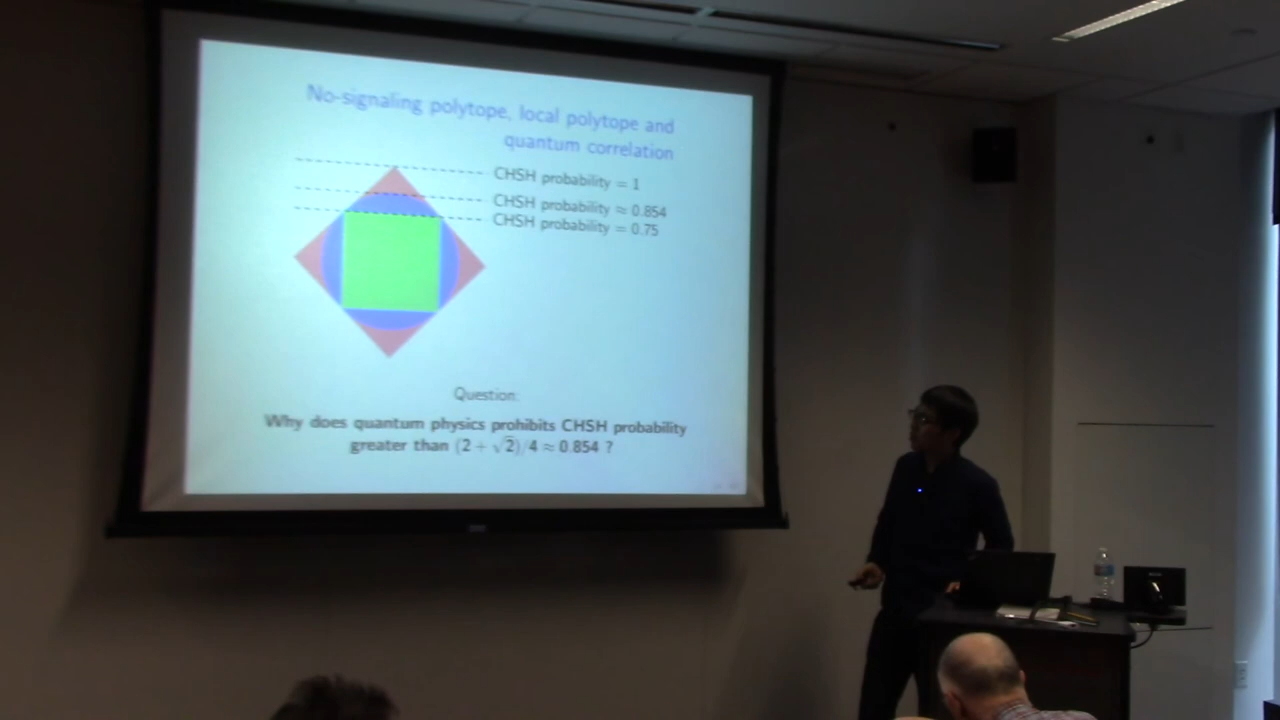 No-signaling polytope, local polytope and
quantum correlation
CHSH probability = 1
CHSH probability ≈ 0.854
CHSH probability = 0.75
Question:
Why does quantum physics prohibits CHSH probability
greater than (2 + √2)/4 ≈ 0.854 ?